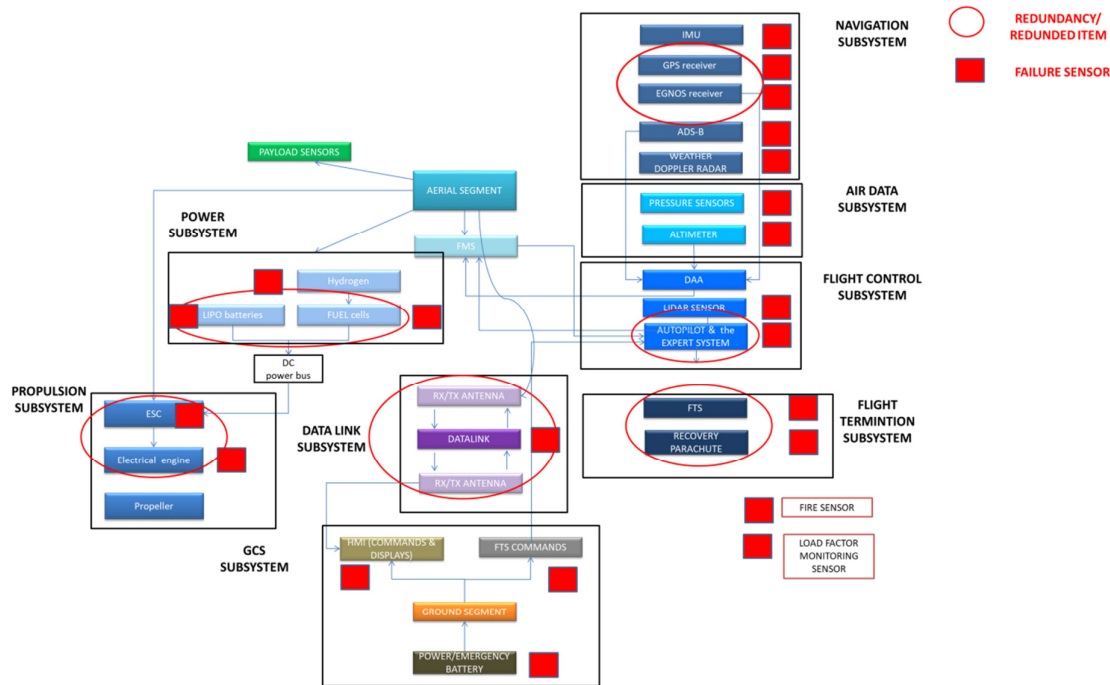 NAVIGATION
SUBSYSTEM
IMU
GPS receiver
EGNOS receiver
ADS-B
WEATHER
DOPPLER RADAR
REDUNDANCY/
REDUNDED ITEM
FAILURE SENSOR
PAYLOAD SENSORS
AERIAL SEGMENT
FMS
AIR DATA
SUBSYSTEM
PRESSURE SENSORS
ALTIMETER
POWER
SUBSYSTEM
Hydrogen
LIPO batteries
FUEL cells
DC
power bus
FLIGHT CONTROL
SUBSYSTEM
DAA
LIDAR SENSOR
AUTOPILOT & the
EXPERT SYSTEM
PROPULSION
SUBSYSTEM
ESC
Electrical engine
Propeller
DATA LINK
SUBSYSTEM
RX/TX ANTENNA
DATALINK
RX/TX ANTENNA
FLIGHT
TERMINTION
SUBSYSTEM
FTS
RECOVERY
PARACHUTE
FIRE SENSOR
LOAD FACTOR
MONITORING
SENSOR
GCS
SUBSYSTEM
HMI (COMMANDS &
DISPLAYS)
FTS COMMANDS
GROUND SEGMENT
POWER/EMERGENCY
BATTERY